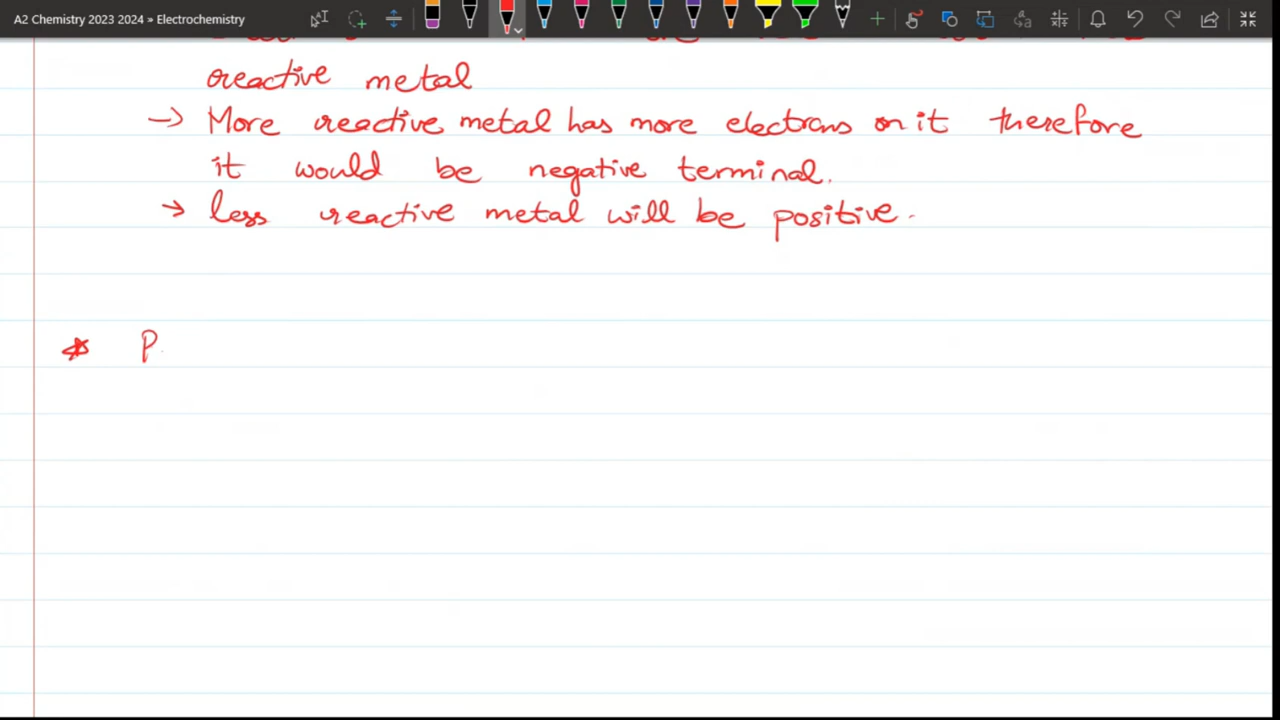 A2 Chemistry 2023 2024 » Electrochemistry
reactive metal
→ More reactive metal has more electrons on it therefore
it would be negative terminal.
→ less reactive metal will be positive.
* P